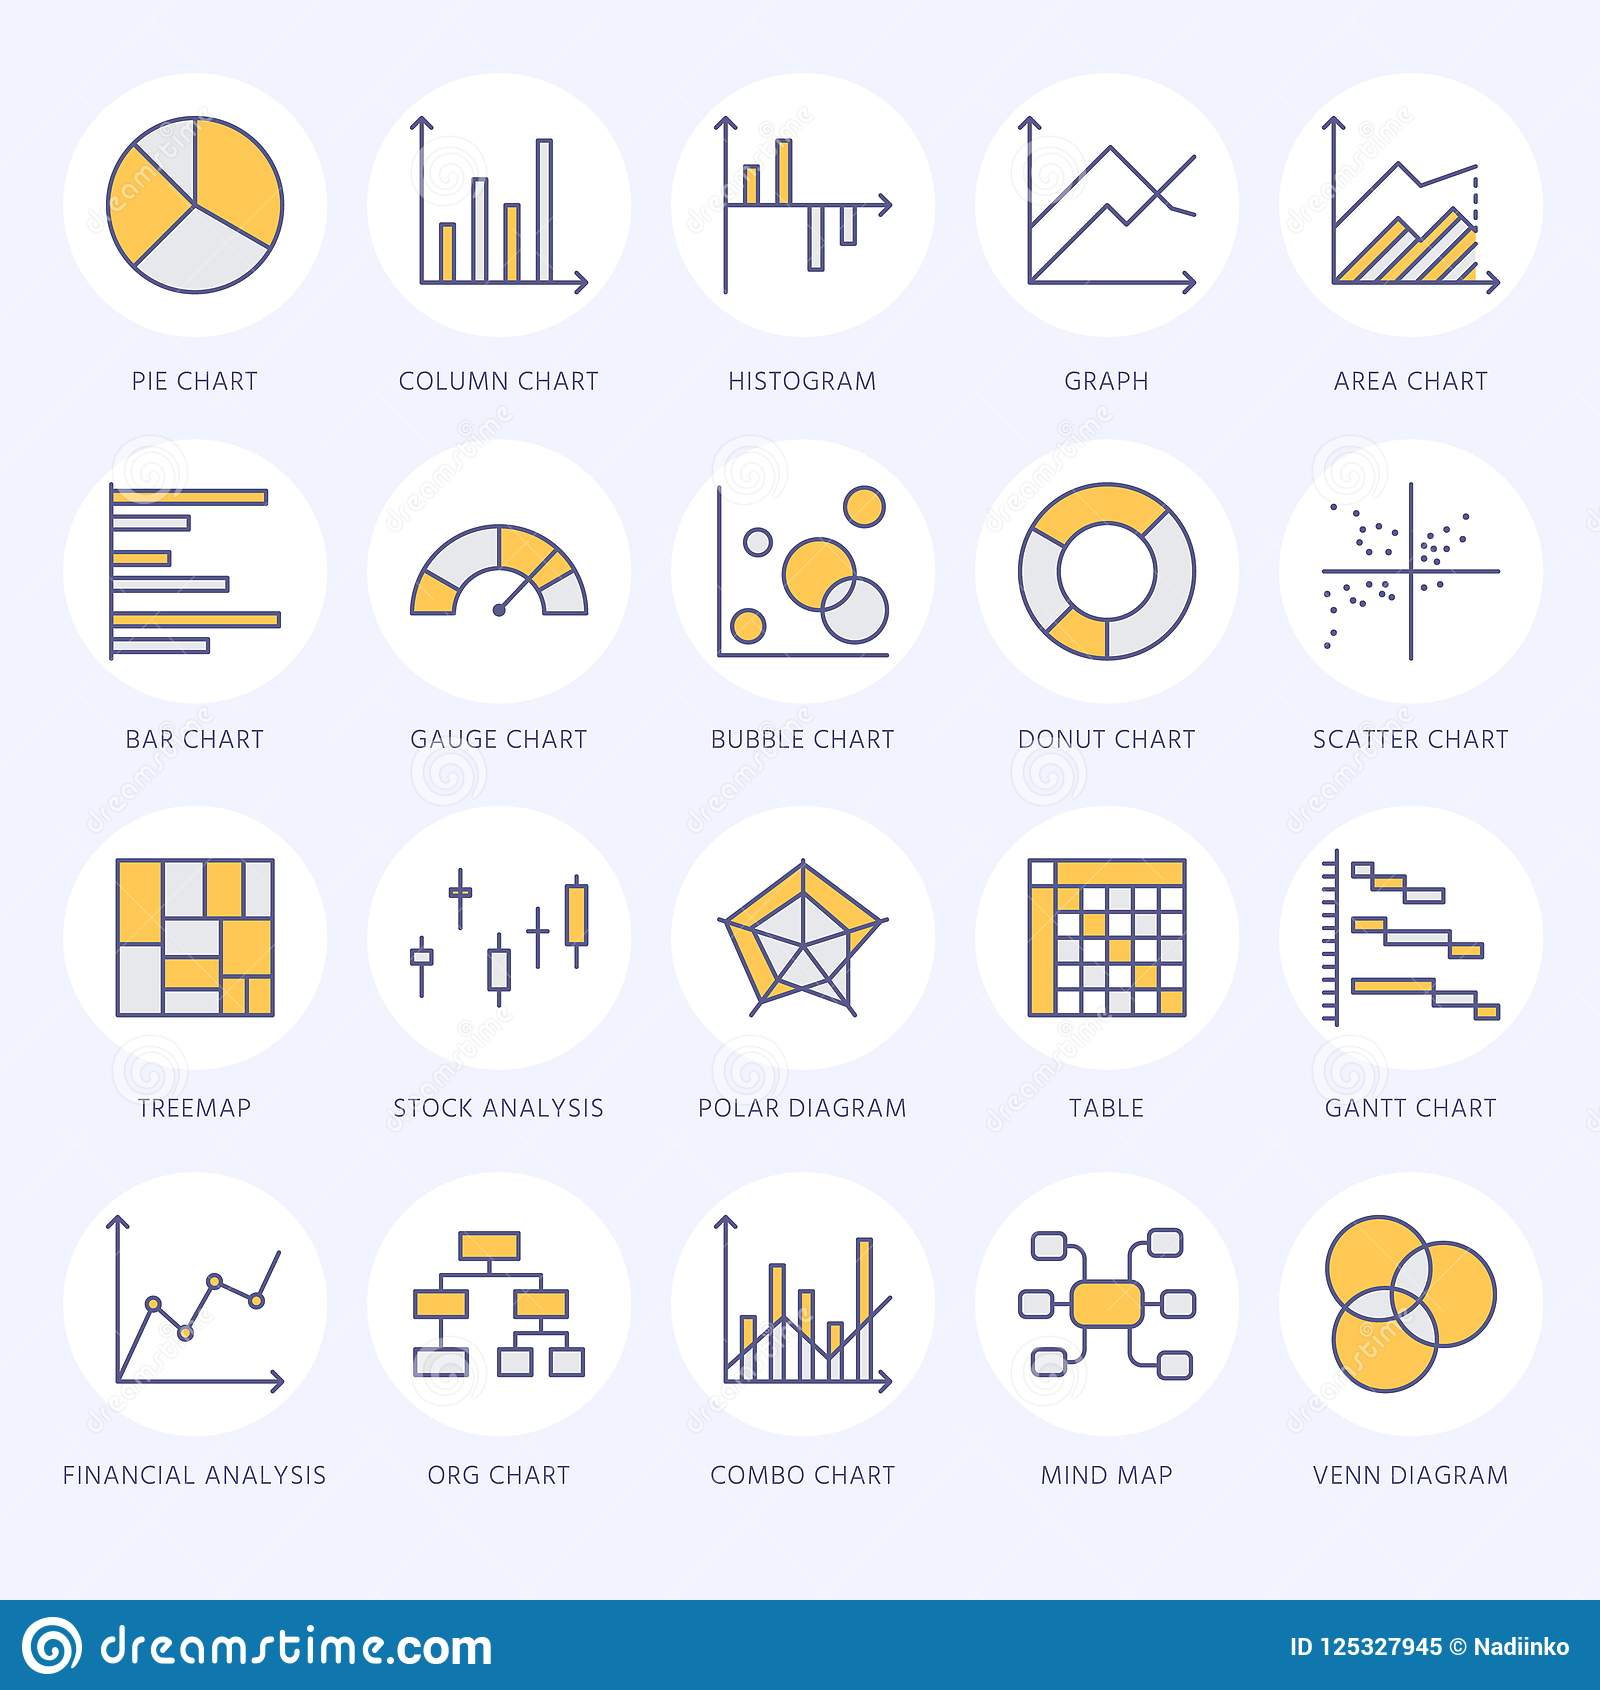 PIE CHART
COLUMN CHART
HISTOGRAM
GRAPH
AREA CHART
BAR CHART
GAUGE CHART
BUBBLE CHART
DONUT CHART
SCATTER CHART
TREEMAP
STOCK ANALYSIS
POLAR DIAGRAM
TABLE
GANTT CHART
FINANCIAL ANALYSIS
ORG CHART
COMBO CHART
MIND MAP
VENN DIAGRAM
dreamstime.com
ID 125327945 © Nadiinko